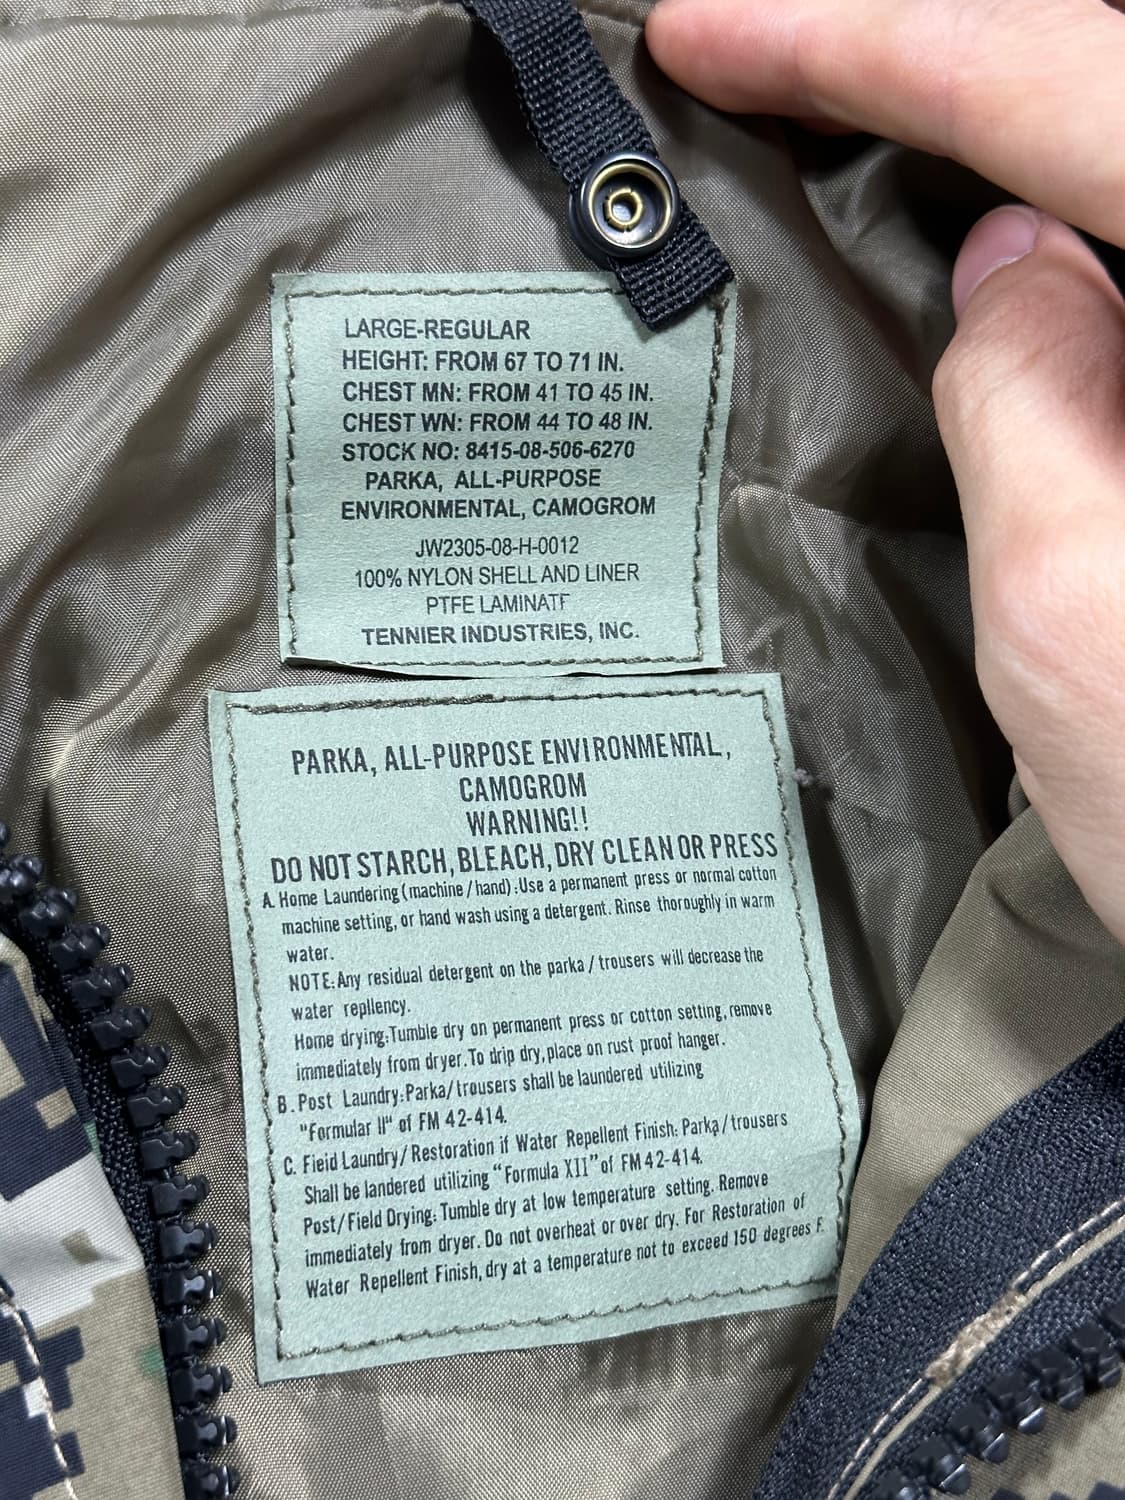 LARGE-REGULAR
HEIGHT: FROM 67 TO 71 IN.
CHEST MN: FROM 41 TO 45 IN.
CHEST WN: FROM 44 TO 48 IN.
STOCK NO: 8415-08-506-6270
PARKA, ALL-PURPOSE
ENVIRONMENTAL, CAMOGROM
JW2305-08-H-0012
100% NYLON SHELL AND LINER
PTFE LAMINATE
TENNIER INDUSTRIES, INC.
PARKA, ALL-PURPOSE ENVIRONMENTAL,
CAMOGROM
WARNING!!
DO NOT STARCH, BLEACH, DRY CLEAN OR PRESS
A. Home Laundering (machine / hand): Use a permanent press or normal cotton
machine setting, or hand wash using a detergent. Rinse thoroughly in warm
water.
NOTE: Any residual detergent on the parka / trousers will decrease the
water repllency.
Home drying: Tumble dry on permanent press or cotton setting, remove
immediately from dryer. To drip dry, place on rust proof hanger.
B. Post Laundry: Parka/ trousers shall be laundered utilizing
"Formular II" of FM 42-414.
C. Fieid Laundry/ Restoration if Water Repellent Finish: Parka / trousers
Shall be landered utilizing "Formula XII" of FM 42-414.
Post/ Field Drying: Tumble dry at low temperature setting. Remove
immediately from dryer. Do not overheat or over dry. For Restoration of
Water Repellent Finish, dry at a temperature not to exceed 150 degrees F.